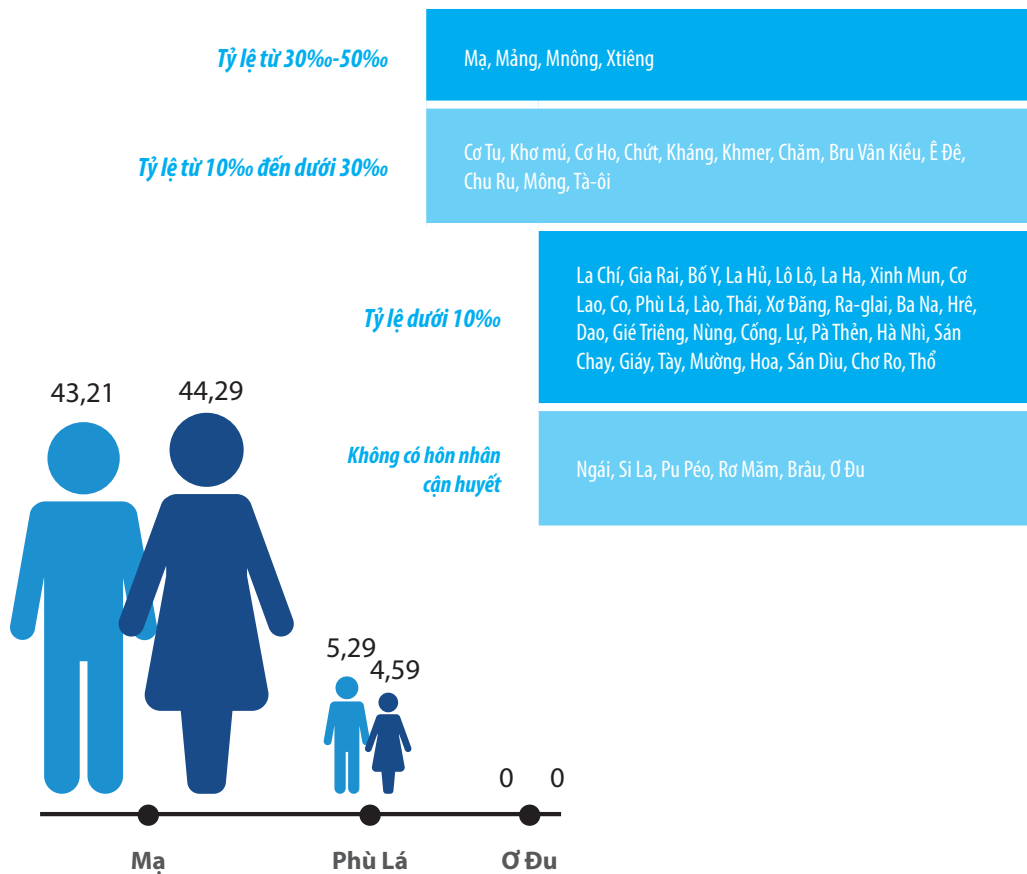 Tỷ lệ từ 30‰-50‰
Mạ, Mảng, Mnông, Xtiêng
Tỷ lệ từ 10‰ đến dưới 30‰
Cơ Tu, Khơ mú, Cơ Ho, Chứt, Kháng, Khmer, Chăm, Bru Vân Kiều, Ê Đê,
Chu Ru, Mông, Tà-ôi
Tỷ lệ dưới 10‰
La Chí, Gia Rai, Bố Y, La Hủ, Lô Lô, La Ha, Xinh Mun, Cơ
Lao, Co, Phù Lá, Lào, Thái, Xơ Đăng, Ra-glai, Ba Na, Hrê,
Dao, Gié Triêng, Nùng, Cống, Lự, Pà Thẻn, Hà Nhì, Sán
Chay, Giáy, Tày, Mường, Hoa, Sán Dìu, Chơ Ro, Thổ
Không có hôn nhân
cận huyết
Ngái, Si La, Pu Péo, Rơ Măm, Brâu, Ơ Đu
43,21
44,29
5,29
4,59
0
0
Mạ
Phù Lá
Ơ Đu